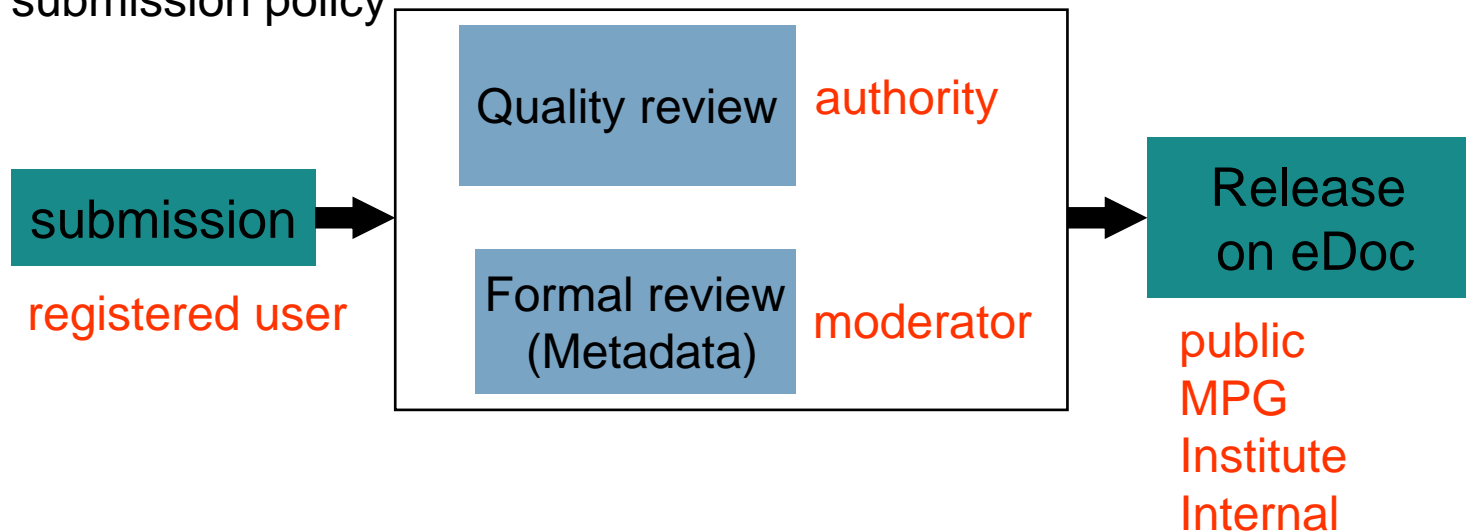 submission policy
Quality review
authority
submission
registered user
Formal review
(Metadata)
moderator
Release
on eDoc
public
MPG
Institute
Internal